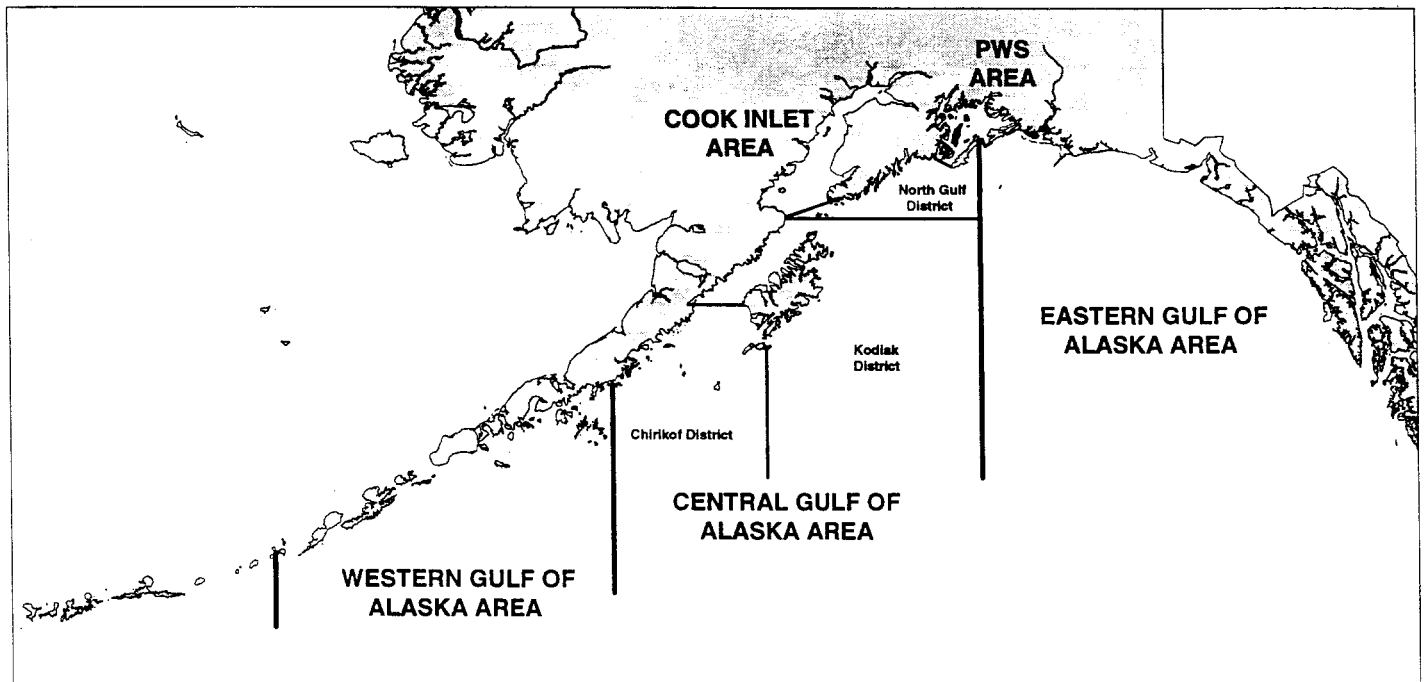 PWS
AREA
COOK INLET
AREA
North Gulf
District
EASTERN GULF OF
ALASKA AREA
Kodiak
District
Chirikof District
CENTRAL GULF OF
ALASKA AREA
WESTERN GULF OF
ALASKA AREA